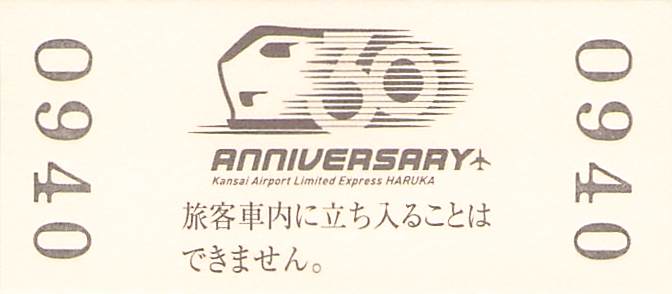 0940
ANNIVERSARY
Kansai Airport Limited Express HARUKA
旅客車内に立ち入ることは
できません。
0940